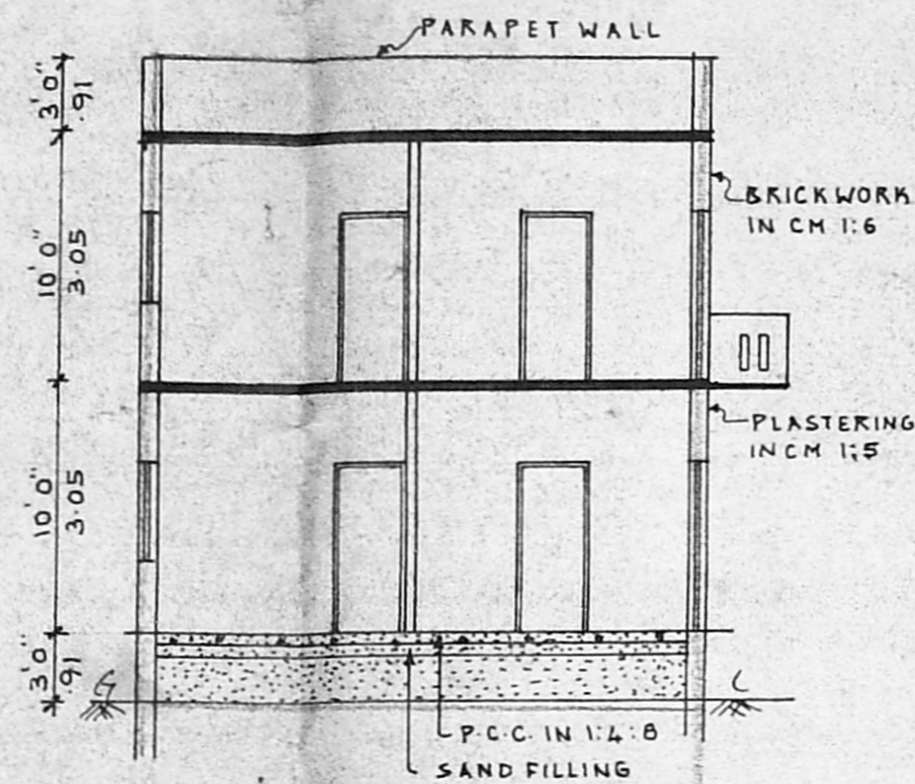 PARAPET WALL
3'0"
.91
BRICKWORK
IN CM 1:6
10'0"
3.05
PLASTERING
IN CM 1:5
10'0"
3.05
3'0"
.91
G
L
P.C.C. IN 1:4:8
SAND FILLING